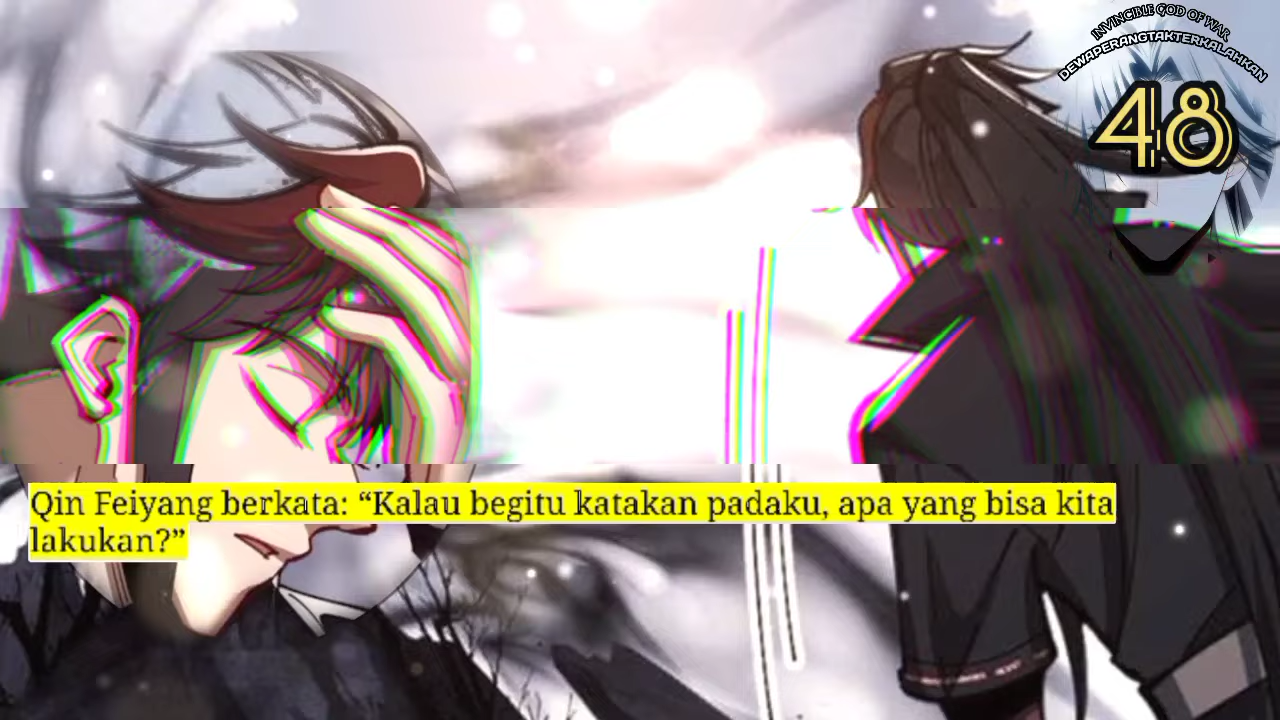 INVINCIBLE GOD OF WAR
DEWAPERANGTAKTERKALAHKAN
48
Qin Feiyang berkata: “Kalau begitu katakan padaku, apa yang bisa kita
lakukan?”